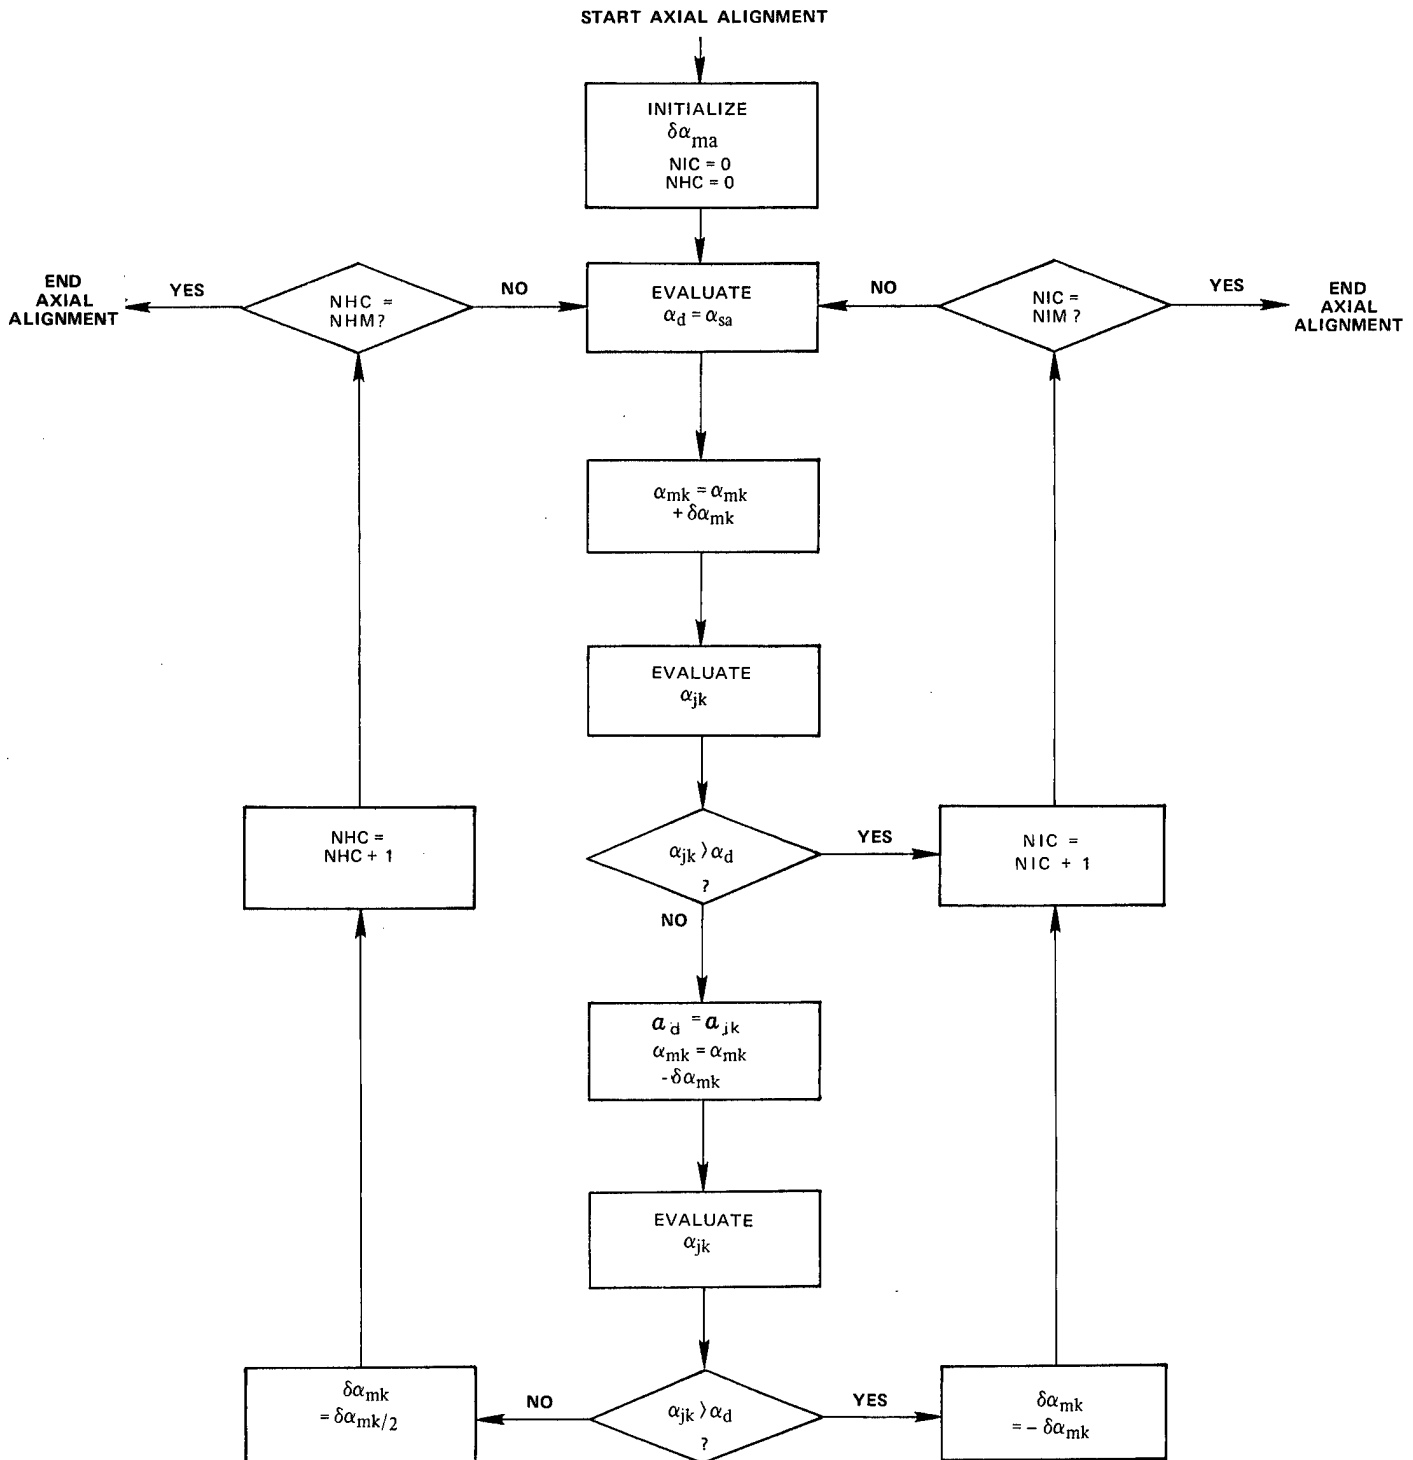 START AXIAL ALIGNMENT
INITIALIZE
δα_ma
NIC = 0
NHC = 0
END
AXIAL
ALIGNMENT
YES
NHC =
NHM?
NO
EVALUATE
α_d = α_sa
NO
NIC =
NIM ?
YES
END
AXIAL
ALIGNMENT
α_mk = α_mk
+ δα_mk
EVALUATE
α_jk
NHC =
NHC + 1
α_jk ⟩ α_d
?
YES
NIC =
NIC + 1
NO
a_d = a_jk
α_mk = α_mk
- δα_mk
EVALUATE
α_jk
δα_mk
= δα_mk/2
NO
α_jk ⟩ α_d
?
YES
δα_mk
= - δα_mk